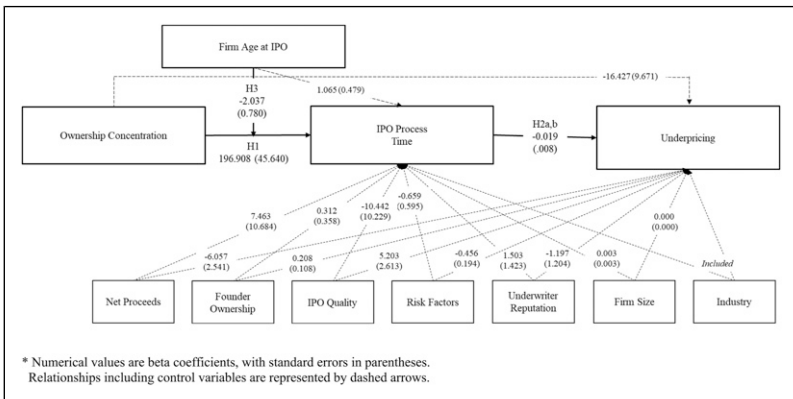 Firm Age at IPO
-16.427(9.671)
H3
-2.037
(0.780)
1.065(0.479)
Ownership Concentration
H1
196.908 (45.640)
IPO Process
Time
H2a,b
-0.019
(.008)
Underpricing
7.463
(10.684)
0.312
(0.358)
-10.442
(10.229)
-0.659
(0.595)
0.000
(0.000)
-6.057
(2.541)
0.208
(0.108)
5.203
(2.613)
-0.456
(0.194)
1.503
(1.423)
-1.197
(1.204)
0.003
(0.003)
Included
Net Proceeds
Founder
Ownership
IPO Quality
Risk Factors
Underwriter
Reputation
Firm Size
Industry
* Numerical values are beta coefficients, with standard errors in parentheses.
Relationships including control variables are represented by dashed arrows.